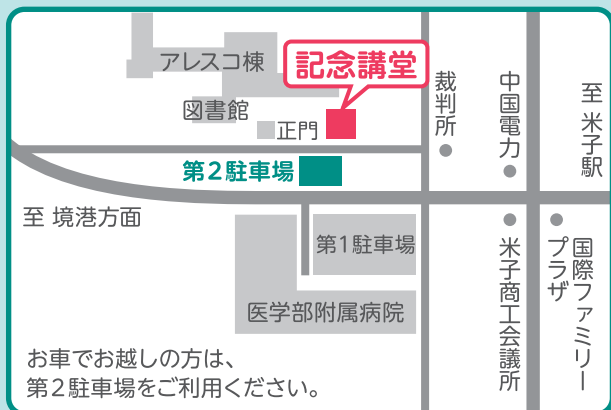 アレスコ棟
記念講堂
図書館
正門
裁判所
中国電力
至 米子駅
第2駐車場
至 境港方面
第1駐車場
医学部附属病院
米子商工会議所
国際ファミリー
プラザ
お車でお越しの方は、
第2駐車場をご利用ください。